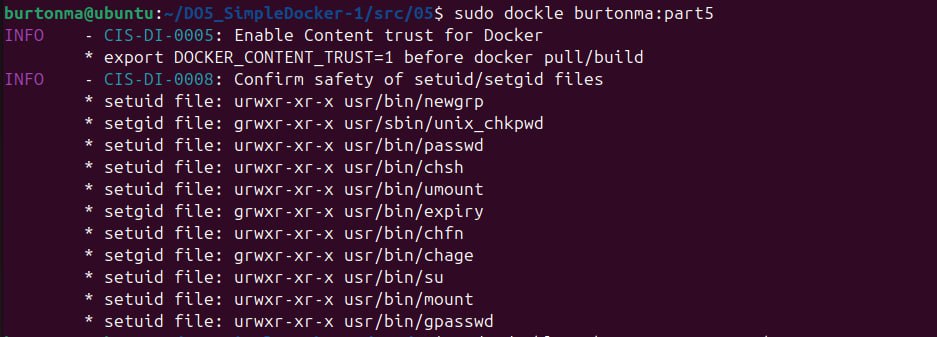 burtonma@ubuntu:~/DO5_SimpleDocker-1/src/05$ sudo dockle burtonma:part5
INFO    - CIS-DI-0005: Enable Content trust for Docker
        * export DOCKER_CONTENT_TRUST=1 before docker pull/build
INFO    - CIS-DI-0008: Confirm safety of setuid/setgid files
        * setuid file: urwxr-xr-x usr/bin/newgrp
        * setgid file: grwxr-xr-x usr/sbin/unix_chkpwd
        * setuid file: urwxr-xr-x usr/bin/passwd
        * setuid file: urwxr-xr-x usr/bin/chsh
        * setuid file: urwxr-xr-x usr/bin/umount
        * setgid file: grwxr-xr-x usr/bin/expiry
        * setuid file: urwxr-xr-x usr/bin/chfn
        * setgid file: grwxr-xr-x usr/bin/chage
        * setuid file: urwxr-xr-x usr/bin/su
        * setuid file: urwxr-xr-x usr/bin/mount
        * setuid file: urwxr-xr-x usr/bin/gpasswd